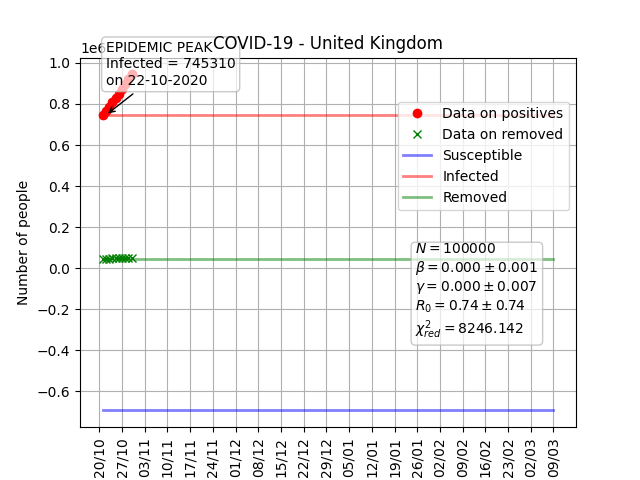 COVID-19 - United Kingdom
1e6
EPIDEMIC PEAK
Infected = 745310
on 22-10-2020
1.0
0.8
0.6
0.4
0.2
0.0
−0.2
−0.4
−0.6
Number of people
Data on positives
Data on removed
Susceptible
Infected
Removed
N = 100000
β = 0.000 ± 0.001
γ = 0.000 ± 0.007
R₀ = 0.74 ± 0.74
χ²red = 8246.142
20/10
27/10
03/11
10/11
17/11
24/11
01/12
08/12
15/12
22/12
29/12
05/01
12/01
19/01
26/01
02/02
09/02
16/02
23/02
02/03
09/03